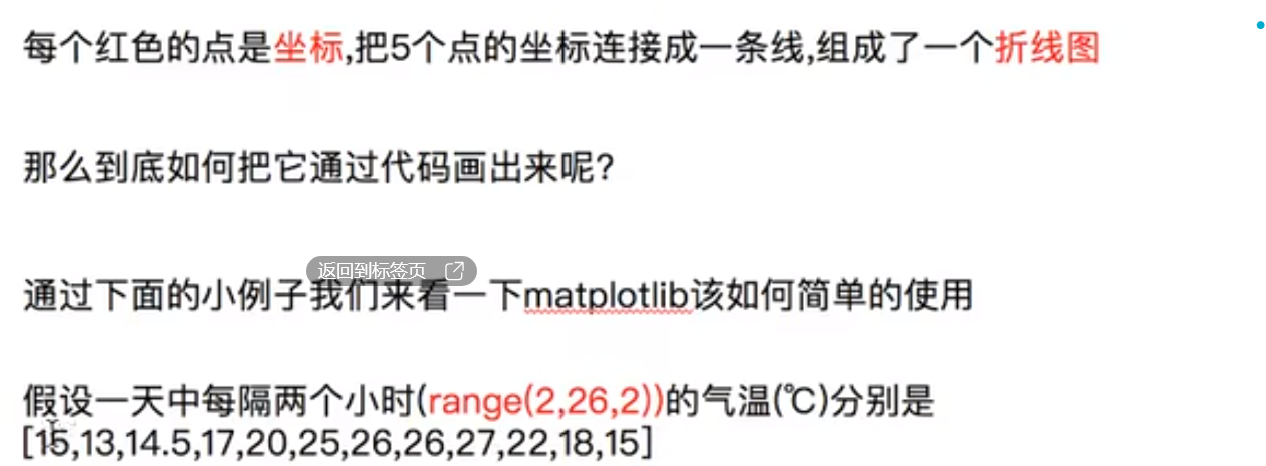 每个红色的点是坐标,把5个点的坐标连接成一条线,组成了一个折线图
那么到底如何把它通过代码画出来呢?
返回到标签页
通过下面的小例子我们来看一下matplotlib该如何简单的使用
假设一天中每隔两个小时(range(2,26,2))的气温(℃)分别是
[15,13,14.5,17,20,25,26,26,27,22,18,15]